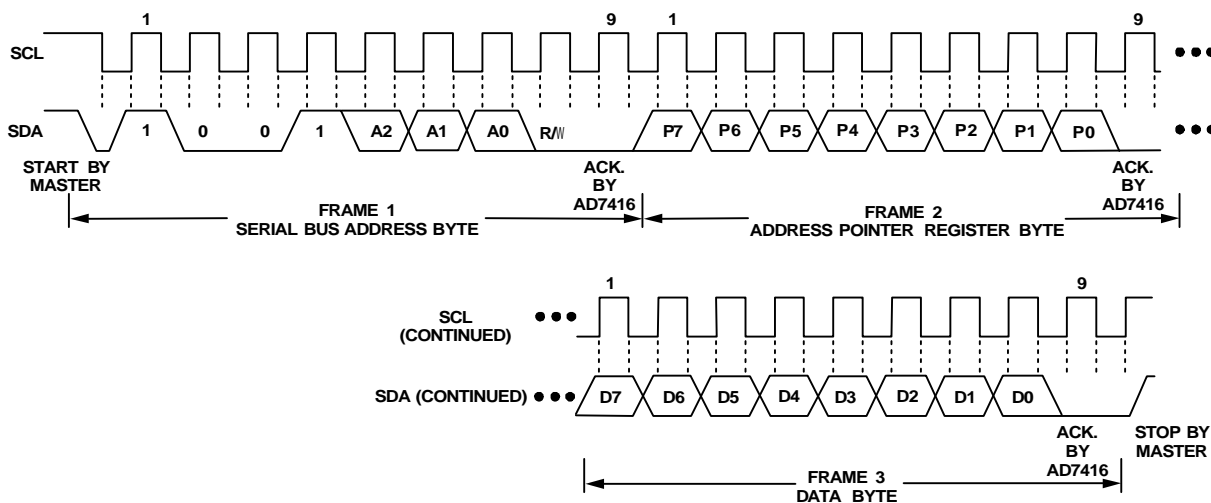 1 9 1 9
SCL
SDA 1 0 0 1 A2 A1 A0 R/W P7 P6 P5 P4 P3 P2 P1 P0
START BY
MASTER
ACK.
BY
AD7416
ACK.
BY
AD7416
FRAME 1
SERIAL BUS ADDRESS BYTE
FRAME 2
ADDRESS POINTER REGISTER BYTE
1 9
SCL
(CONTINUED)
SDA (CONTINUED) D7 D6 D5 D4 D3 D2 D1 D0
ACK.
BY
AD7416
STOP BY
MASTER
FRAME 3
DATA BYTE